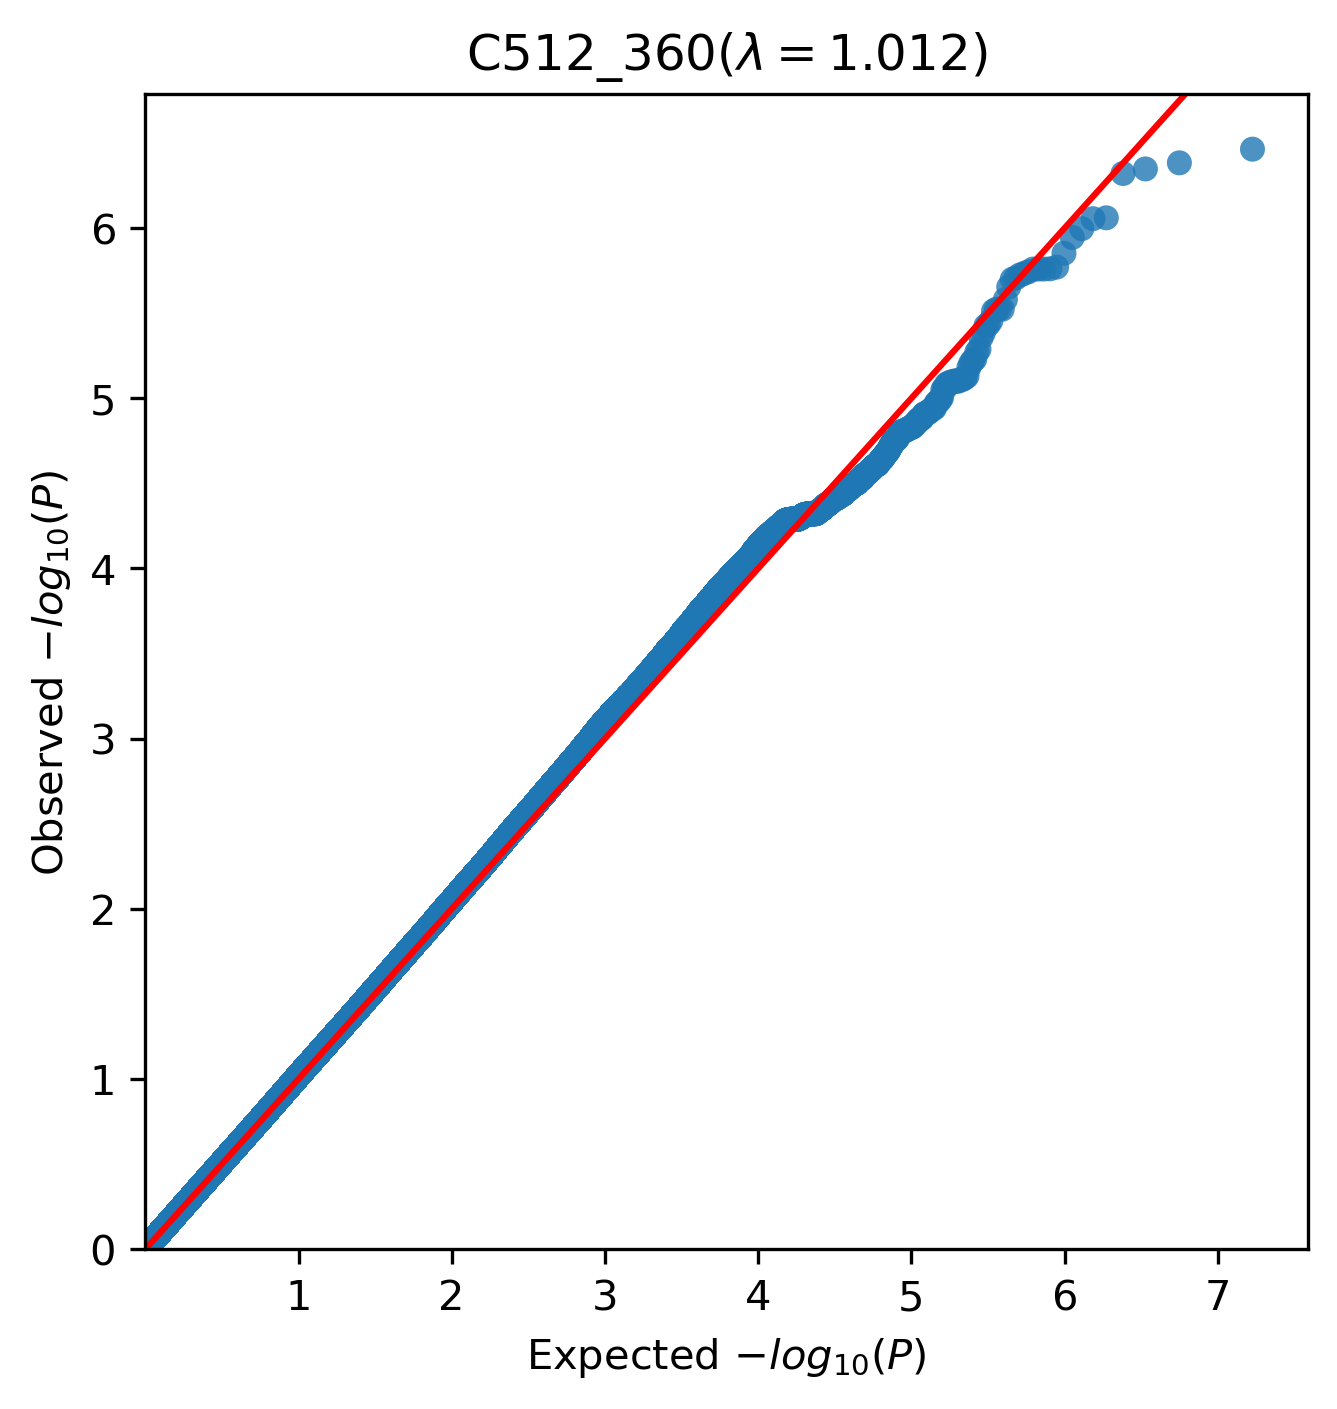 C512_360(λ = 1.012)
Observed −log₁₀(P)
6
5
4
3
2
1
0
1 2 3 4 5 6 7
Expected −log₁₀(P)